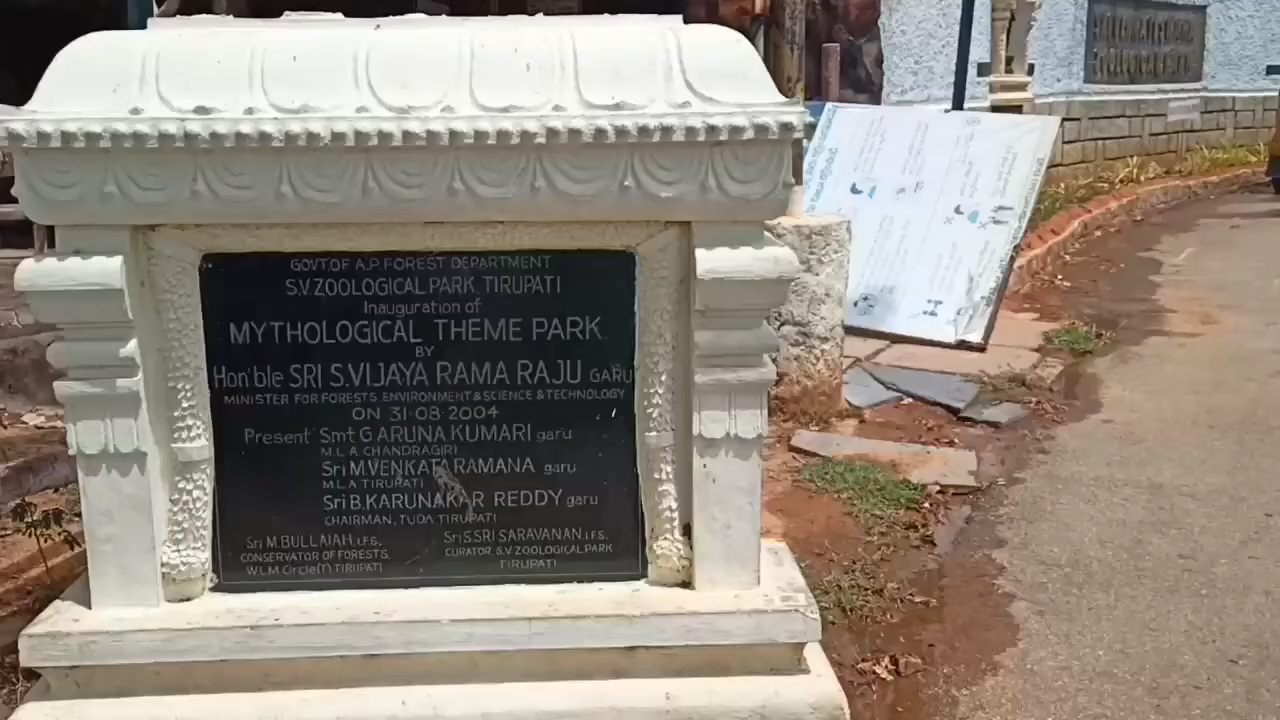 GOVT.OF A.P FOREST DEPARTMENT
S.V.ZOOLOGICAL PARK, TIRUPATI
Inauguration of
MYTHOLOGICAL THEME PARK
BY
Hon'ble SRI S.VIJAYA RAMA RAJU GARU
MINISTER FOR FORESTS, ENVIRONMENT & SCIENCE & TECHNOLOGY
ON 31-08-2004
Present Smt G ARUNA KUMARI garu
M.L.A CHANDRAGIRI
Sri M.VENKATARAMANA garu
M.L.A TIRUPATI
Sri B.KARUNAKAR REDDY garu
CHAIRMAN, TUDA TIRUPATI
Sri M.BULLAIAH, I.F.S.,
CONSERVATOR OF FORESTS,
W.L.M Circle(T) TIRUPATI
Sri S.SRI SARAVANAN, I.F.S.,
CURATOR, S.V ZOOLOGICAL PARK
TIRUPATI